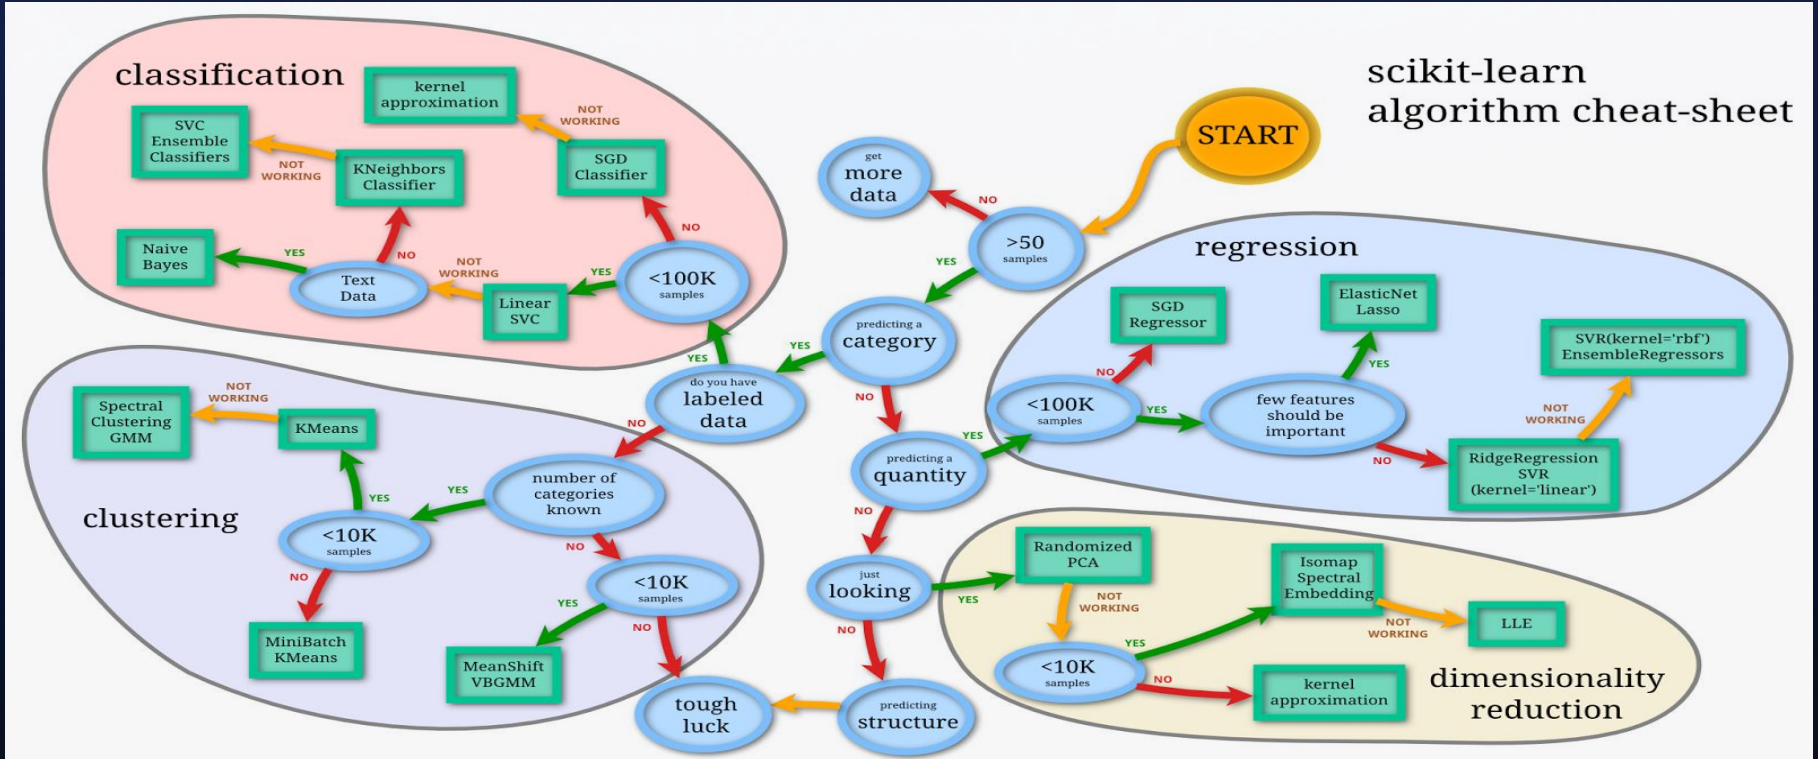 scikit-learn
algorithm cheat-sheet
START
>50
samples
NO
get
more
data
YES
predicting a
category
YES
do you have
labeled
data
YES
NO
NO
classification
<100K
samples
NO
SGD
Classifier
NOT
WORKING
kernel
approximation
YES
Linear
SVC
NOT
WORKING
Text
Data
YES
Naive
Bayes
NO
KNeighbors
Classifier
NOT
WORKING
SVC
Ensemble
Classifiers
clustering
number of
categories
known
YES
<10K
samples
YES
KMeans
NOT
WORKING
Spectral
Clustering
GMM
NO
MiniBatch
KMeans
NO
<10K
samples
YES
MeanShift
VBGMM
NO
tough
luck
predicting a
quantity
YES
NO
regression
<100K
samples
NO
SGD
Regressor
YES
few features
should be
important
YES
ElasticNet
Lasso
NO
RidgeRegression
SVR
(kernel='linear')
NOT
WORKING
SVR(kernel='rbf')
EnsembleRegressors
just
looking
YES
NO
predicting
structure
dimensionality
reduction
Randomized
PCA
NOT
WORKING
<10K
samples
YES
Isomap
Spectral
Embedding
NOT
WORKING
LLE
NO
kernel
approximation